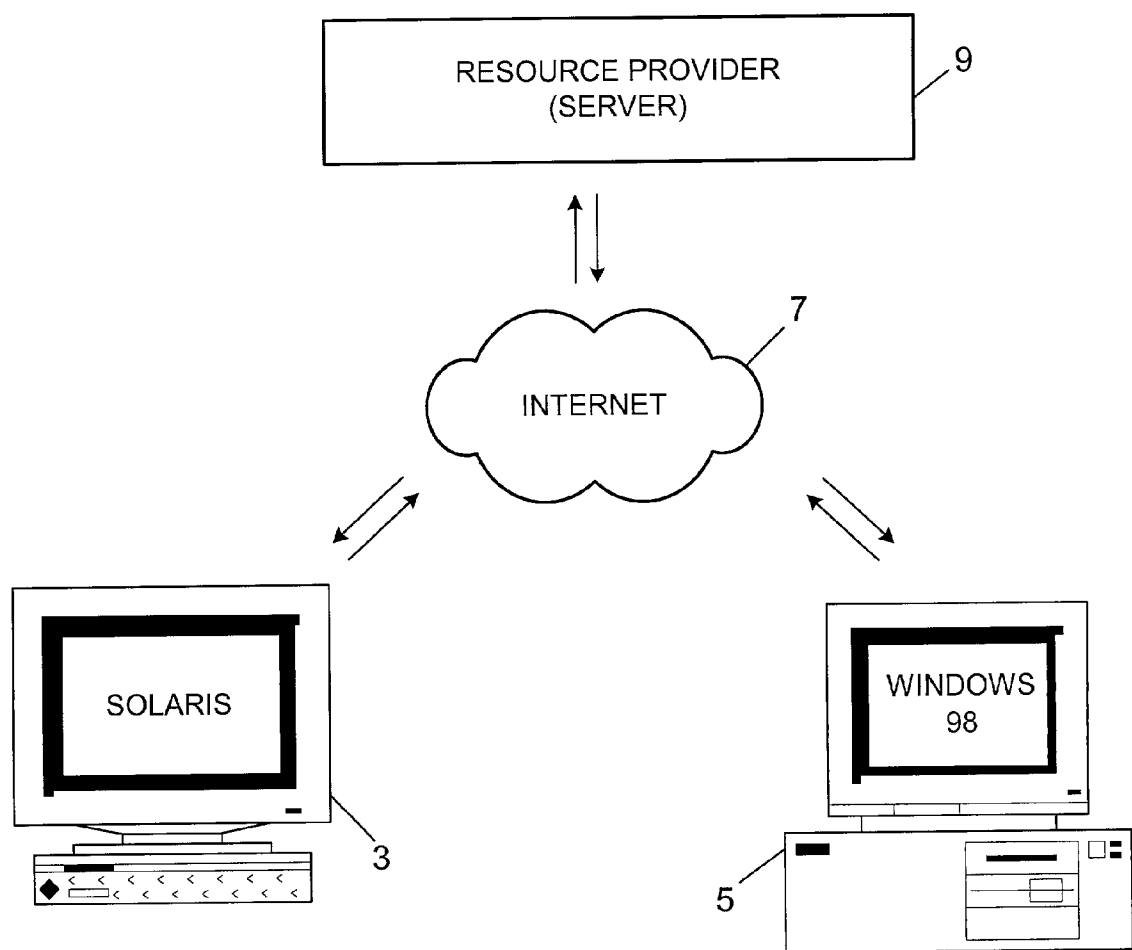 RESOURCE PROVIDER
(SERVER)
9
7
INTERNET
SOLARIS
WINDOWS
98
3
5